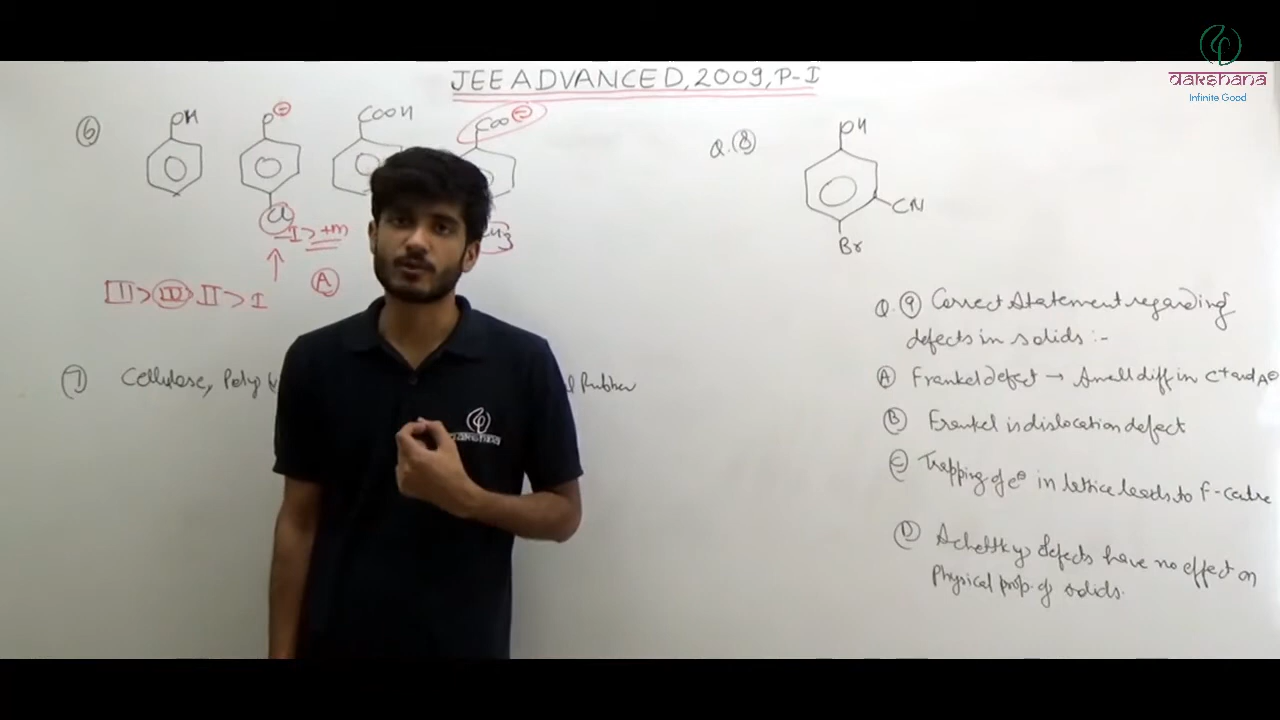 dakshana
Infinite Good
JEE ADVANCED, 2009, P-I
6
OH
O⊖
COOH
COO⊖
Q.(8)
OH
Cl
CH3
CN
Br
-I > +m
A
III > IV > II > I
Q. 9 Correct statement regarding
defects in solids :-
A Frenkel defect → Small diff in C+ and A⊖
B Frenkel is dislocation defect
C Trapping of e⊖ in lattice leads to F-centre
D Schottky defects have no effect on
Physical prop. of solids.
7 Cellulose, Poly Rubber
dakshana